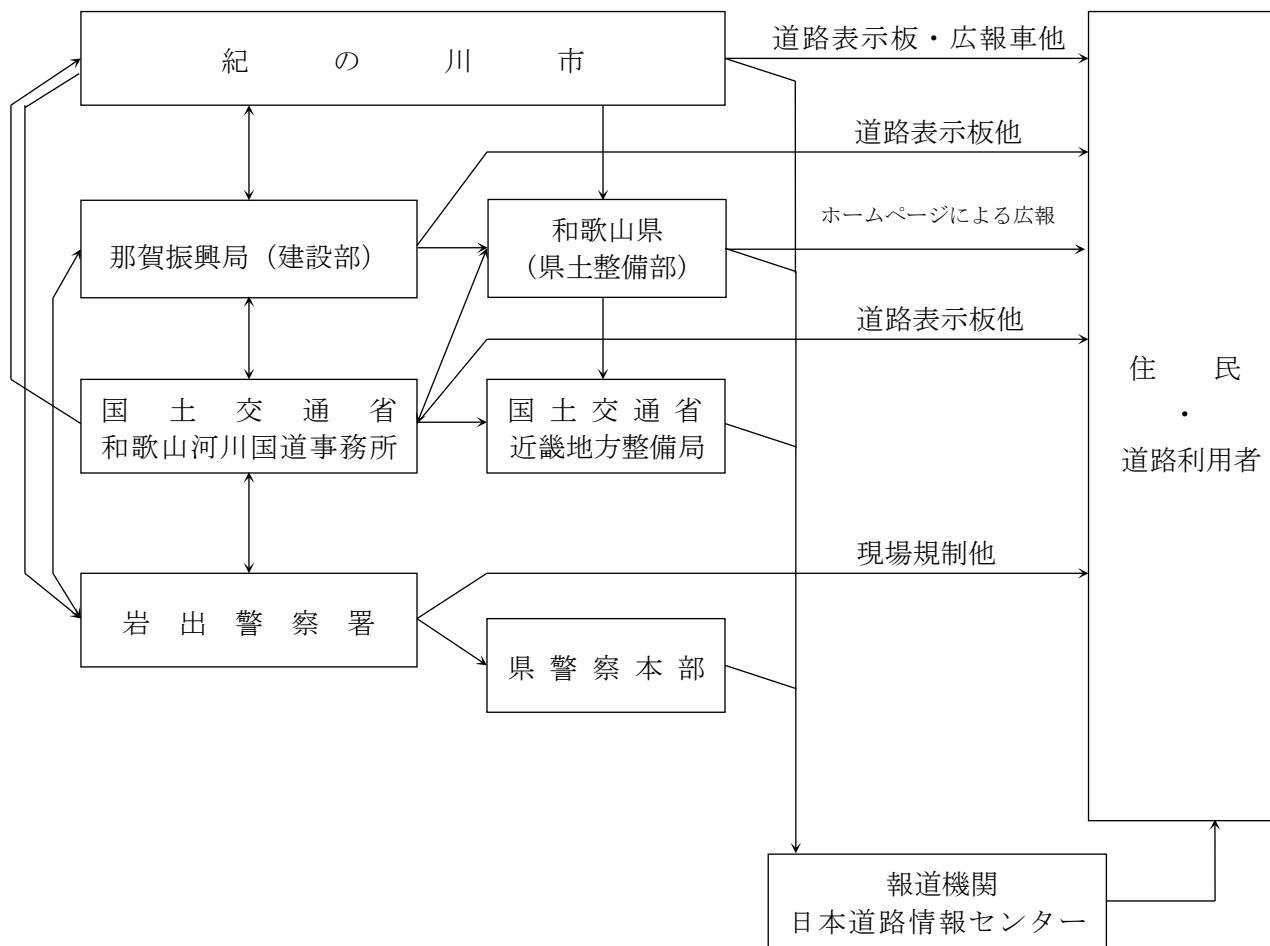 紀の川市
道路表示板・広報車他
道路表示板他
那賀振興局（建設部）
和歌山県
（県土整備部）
ホームページによる広報
道路表示板他
国土交通省
和歌山河川国道事務所
国土交通省
近畿地方整備局
住民
・
道路利用者
現場規制他
岩出警察署
県警察本部
報道機関
日本道路情報センター